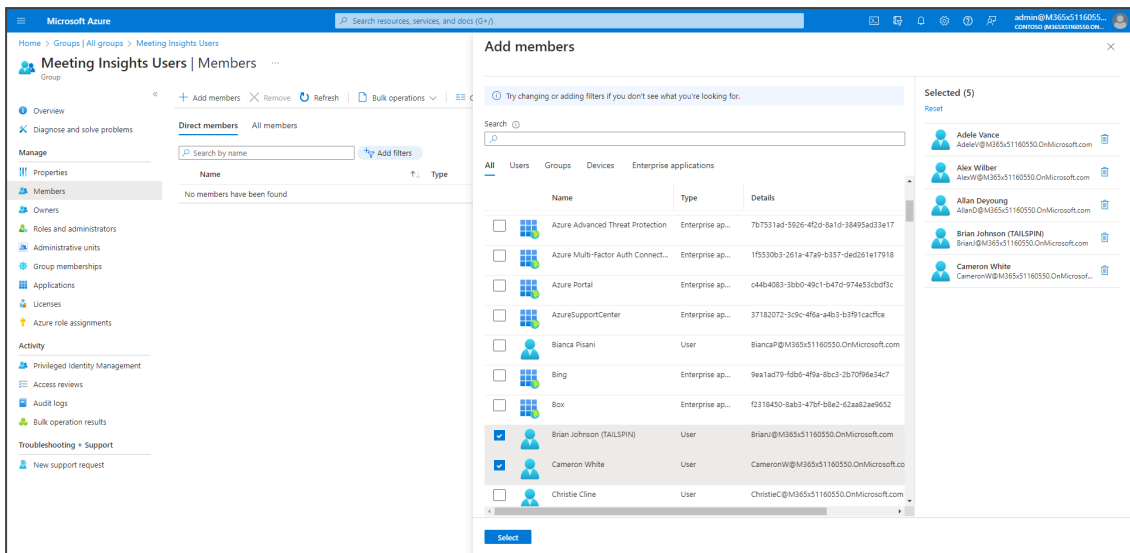 Microsoft Azure
Search resources, services, and docs (G+/)
admin@M365x5116055...
CONTOSO (M365X51160550.ON...
Home > Groups | All groups > Meeting Insights Users
Meeting Insights Users | Members ...
Group
Overview
Diagnose and solve problems
Manage
Properties
Members
Owners
Roles and administrators
Administrative units
Group memberships
Applications
Licenses
Azure role assignments
Activity
Privileged Identity Management
Access reviews
Audit logs
Bulk operation results
Troubleshooting + Support
New support request
Add members Remove Refresh Bulk operations
Direct members All members
Search by name Add filters
Name Type
No members have been found
Add members
Try changing or adding filters if you don't see what you're looking for.
Search
All Users Groups Devices Enterprise applications
Name Type Details
Azure Advanced Threat Protection Enterprise ap... 7b7531ad-5926-4f2d-8a1d-38495ad33e17
Azure Multi-Factor Auth Connect... Enterprise ap... 1f5530b3-261a-47a9-b357-ded261e17918
Azure Portal Enterprise ap... c44b4083-3bb0-49c1-b47d-974e53cbdf3c
AzureSupportCenter Enterprise ap... 37182072-3c9c-4f6a-a4b3-b3f91cacffce
Bianca Pisani User BiancaP@M365x51160550.OnMicrosoft.com
Bing Enterprise ap... 9ea1ad79-fdb6-4f9a-8bc3-2b70f96e34c7
Box Enterprise ap... f2318450-8ab3-47bf-b8e2-62aa82ae9652
Brian Johnson (TAILSPIN) User BrianJ@M365x51160550.OnMicrosoft.com
Cameron White User CameronW@M365x51160550.OnMicrosoft.co
Christie Cline User ChristieC@M365x51160550.OnMicrosoft.com
Select
Selected (5)
Reset
Adele Vance
AdeleV@M365x51160550.OnMicrosoft.com
Alex Wilber
AlexW@M365x51160550.OnMicrosoft.com
Allan Deyoung
AllanD@M365x51160550.OnMicrosoft.com
Brian Johnson (TAILSPIN)
BrianJ@M365x51160550.OnMicrosoft.com
Cameron White
CameronW@M365x51160550.OnMicrosof...